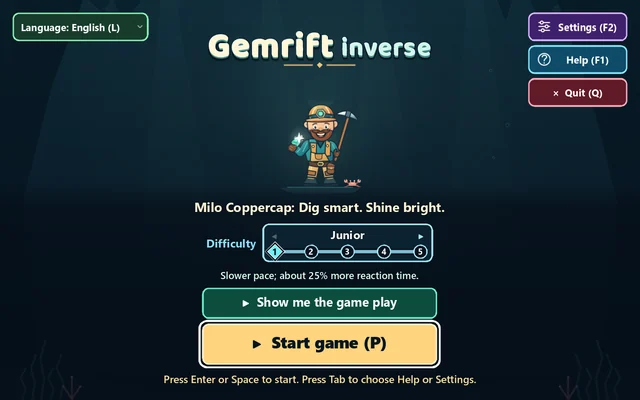 Language: English (L)
Gemrift inverse
Settings (F2)
Help (F1)
× Quit (Q)
Milo Coppercap: Dig smart. Shine bright.
Difficulty
◄ Junior ►
1 2 3 4 5
Slower pace; about 25% more reaction time.
► Show me the game play
► Start game (P)
Press Enter or Space to start. Press Tab to choose Help or Settings.